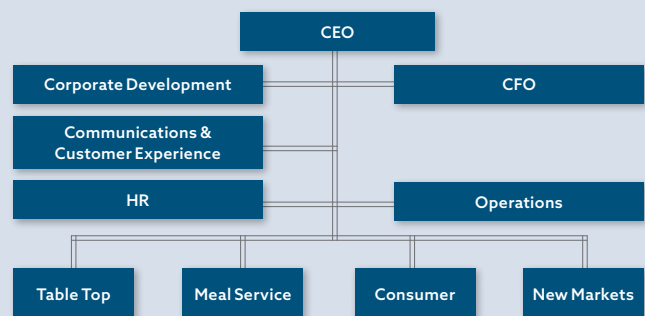 CEO
Corporate Development
CFO
Communications &
Customer Experience
HR
Operations
Table Top
Meal Service
Consumer
New Markets